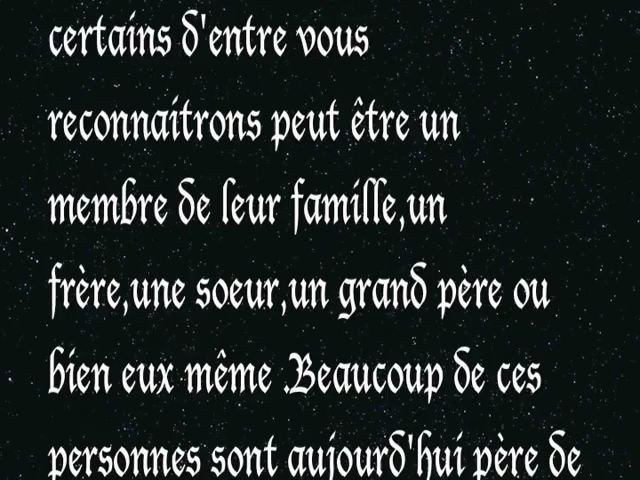 certains d'entre vous
reconnaitrons peut être un
membre de leur famille,un
frère,une soeur,un grand père ou
bien eux même .Beaucoup de ces
personnes sont aujourd'hui père de